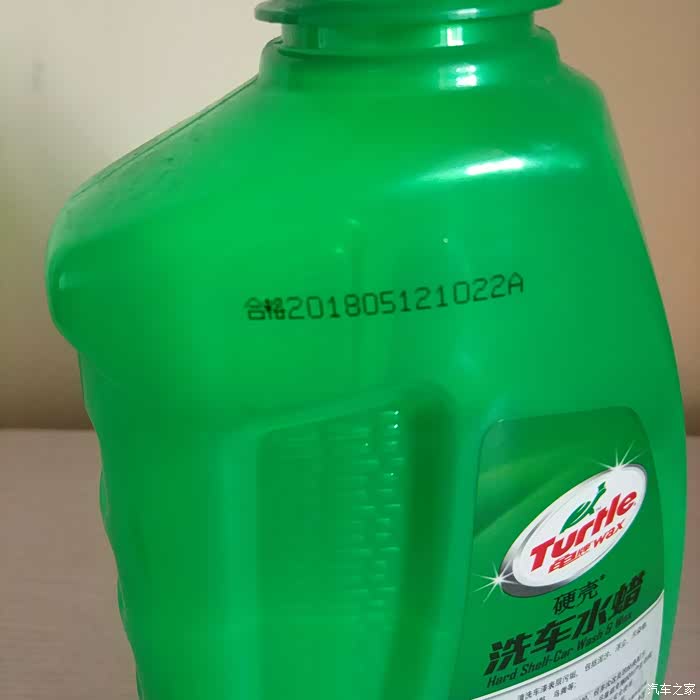 合格201805121022A
Turtle
龟牌wax
硬壳
洗车水蜡
Hard Shell-Car Wash & Wax
汽车之家